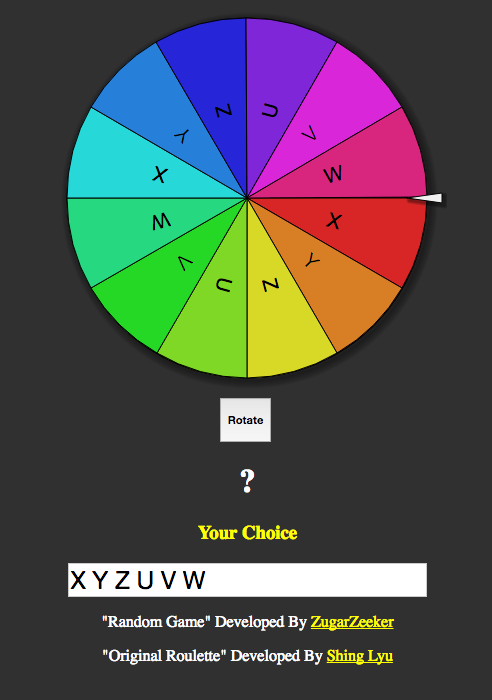 Z U
Y V
X W
W X
V Y
U Z
Rotate
?
Your Choice
X Y Z U V W
"Random Game" Developed By ZugarZeeker
"Original Roulette" Developed By Shing Lyu